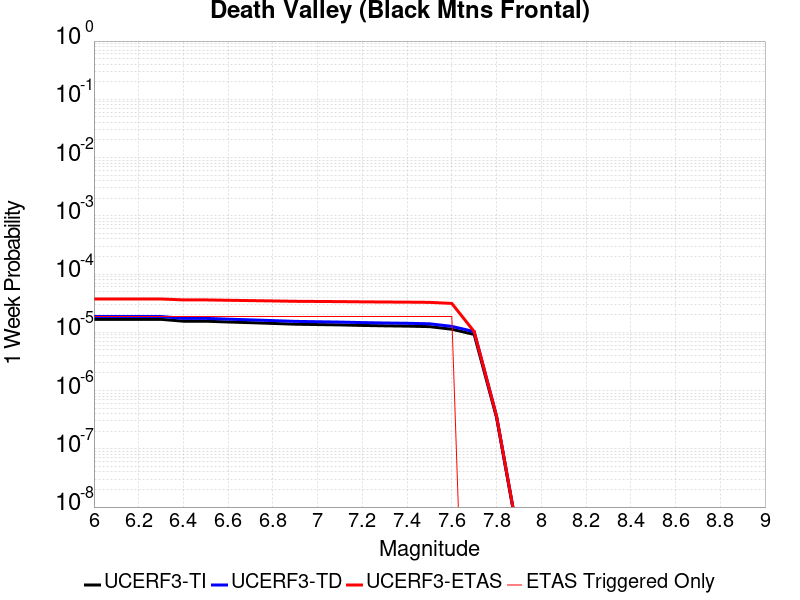 Death Valley (Black Mtns Frontal)
10^0
10^-1
10^-2
10^-3
10^-4
10^-5
10^-6
10^-7
10^-8
1 Week Probability
6 6.2 6.4 6.6 6.8 7 7.2 7.4 7.6 7.8 8 8.2 8.4 8.6 8.8 9
Magnitude
UCERF3-TI UCERF3-TD UCERF3-ETAS ETAS Triggered Only